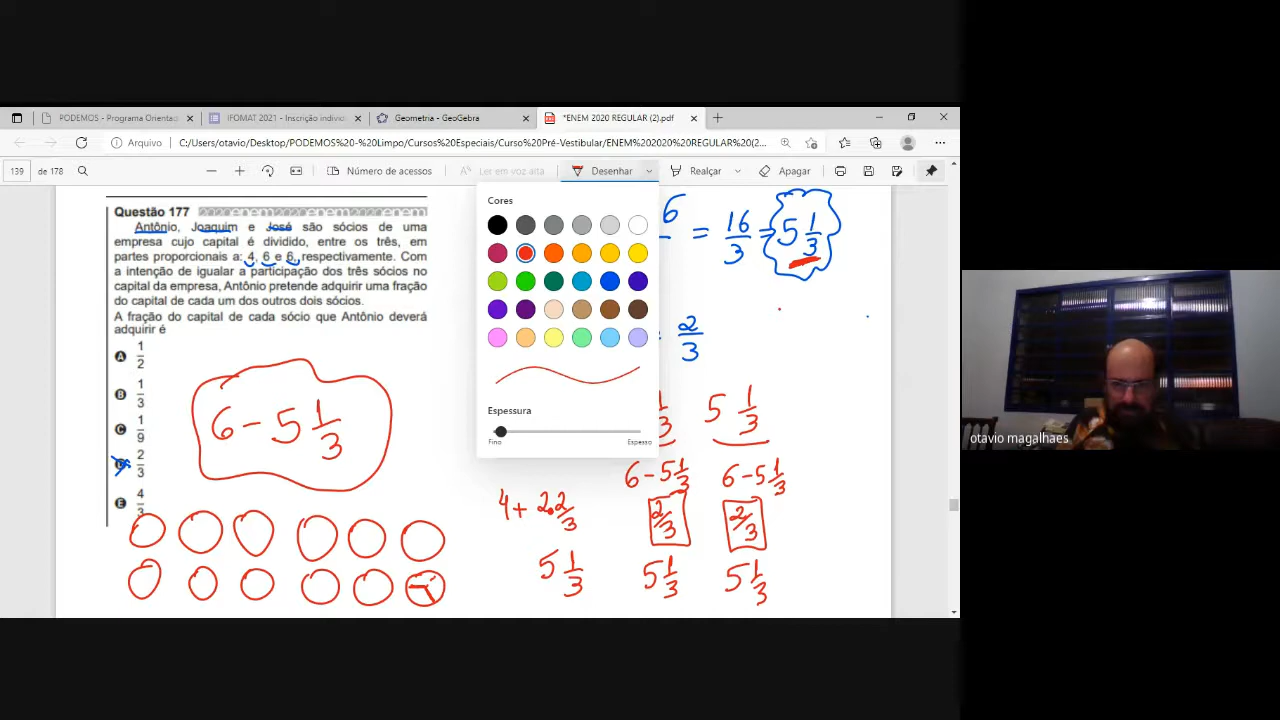 PODEMOS - Programa Orienta
IFOMAT 2021 - Inscrição individ
Geometria - GeoGebra
*ENEM 2020 REGULAR (2).pdf
Arquivo
C:/Users/otavio/Desktop/PODEMOS%20-%20Limpo/Cursos%20Especiais/Curso%20Pré-Vestibular/ENEM%202020%20REGULAR%20(2...
139 de 178
Número de acessos
Ler em voz alta
Desenhar
Realçar
Apagar
Cores
Espessura
Fino
Espesso
Questão 177
Antônio, Joaquim e José são sócios de uma
empresa cujo capital é dividido, entre os três, em
partes proporcionais a: 4, 6 e 6, respectivamente. Com
a intenção de igualar a participação dos três sócios no
capital da empresa, Antônio pretende adquirir uma fração
do capital de cada um dos outros dois sócios.
A fração do capital de cada sócio que Antônio deverá
adquirir é
A 1/2
B 1/3
C 1/9
D 2/3
E 4/3
6 - 5 1/3
6
= 16/3 = 5 1/3
2/3
1/3 5 1/3
6 - 5 1/3 6 - 5 1/3
4 + 2.2/3 2/3 2/3
5 1/3 5 1/3 5 1/3
otavio magalhaes